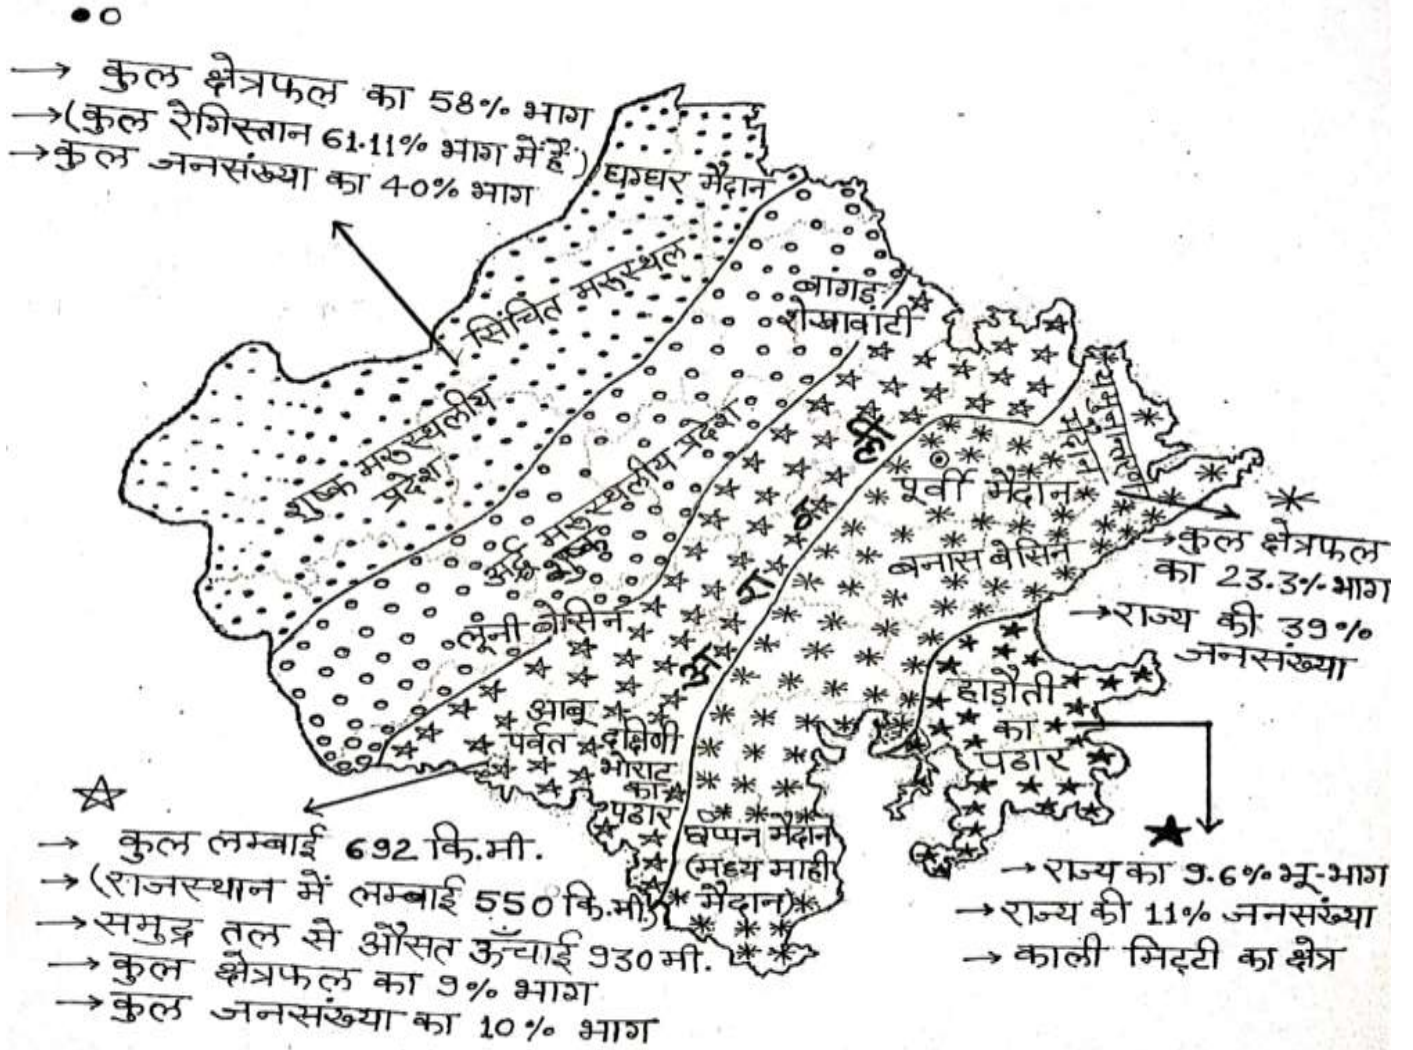 → कुल क्षेत्रफल का 58% भाग
→(कुल रेगिस्तान 61.11% भाग में है)
→कुल जनसंख्या का 40% भाग
घग्घर मैदान
सिंचित मरूस्थल
बागड़
शेखावाटी
शुष्क मरुस्थलीय
प्रदेश
अर्द्ध मरूस्थलीय प्रदेश
शुष्क
लूनी बेसिन
अ रा व ली
मैदान
पूर्वी मैदान
बनास बेसिन
→कुल क्षेत्रफल
का 23.3% भाग
→राज्य की 39%
जनसंख्या
हाड़ौती
का
पठार
आबू
पर्वत
दक्षिणी
भोराट
का
पठार
छप्पन मैदान
(मध्य माही
मैदान)
→ कुल लम्बाई 692 कि.मी.
→ (राजस्थान में लम्बाई 550 कि.मी)
→ समुद्र तल से औसत ऊँचाई 930 मी.
→ कुल क्षेत्रफल का 9% भाग
→ कुल जनसंख्या का 10% भाग
→ राज्य का 9.6% भू-भाग
→ राज्य की 11% जनसंख्या
→ काली मिट्टी का क्षेत्र